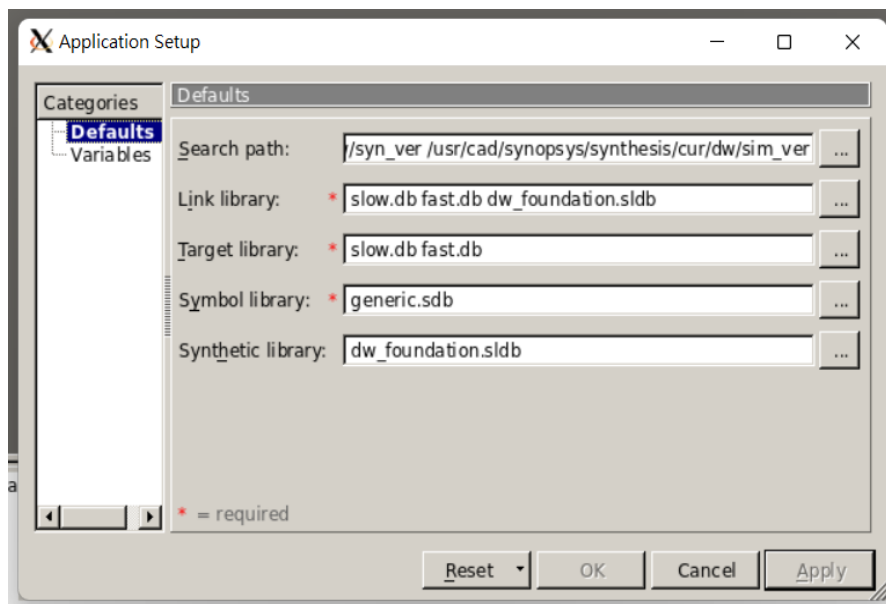 Application Setup
Categories
Defaults
Variables
Defaults
Search path: /syn_ver /usr/cad/synopsys/synthesis/cur/dw/sim_ver ...
Link library: * slow.db fast.db dw_foundation.sldb ...
Target library: * slow.db fast.db ...
Symbol library: * generic.sdb ...
Synthetic library: dw_foundation.sldb ...
* = required
Reset OK Cancel Apply